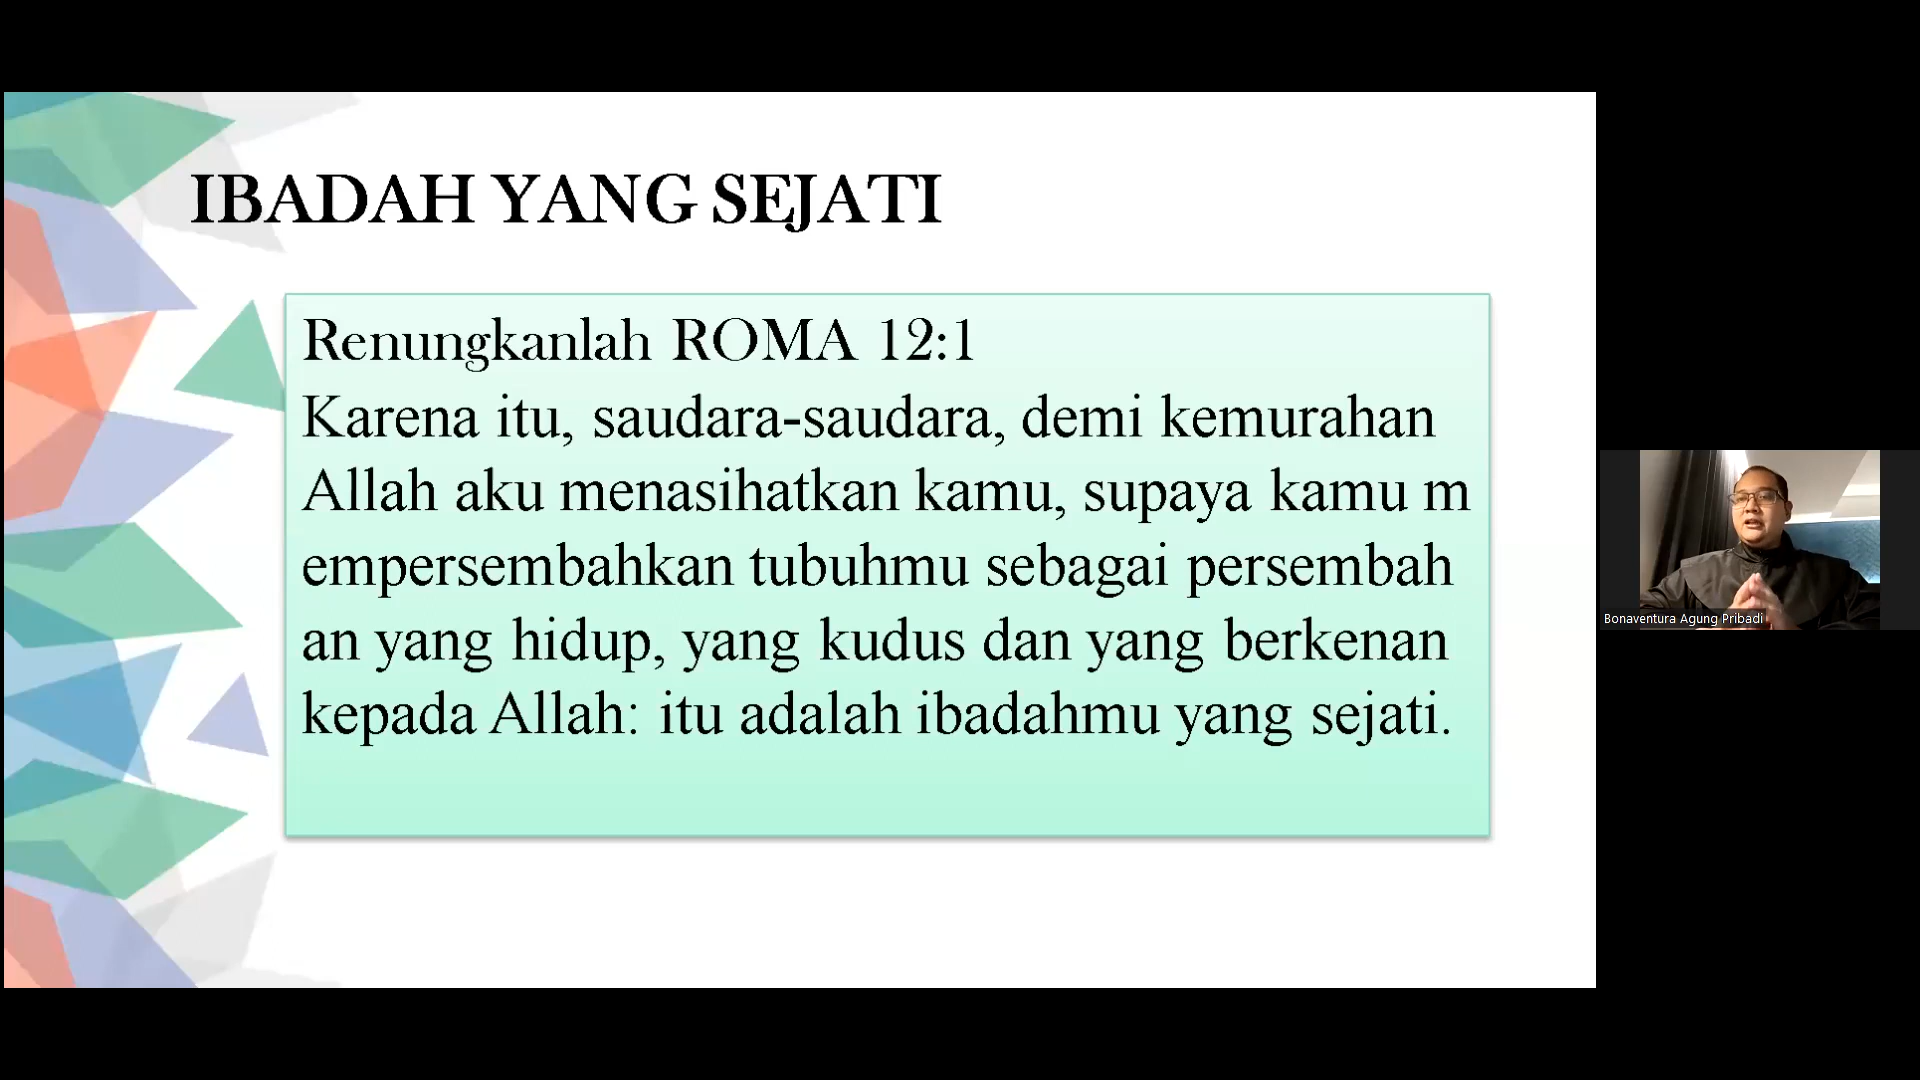 IBADAH YANG SEJATI
Renungkanlah ROMA 12:1
Karena itu, saudara-saudara, demi kemurahan
Allah aku menasihatkan kamu, supaya kamu m
empersembahkan tubuhmu sebagai persembah
an yang hidup, yang kudus dan yang berkenan
kepada Allah: itu adalah ibadahmu yang sejati.
Bonaventura Agung Pribadi